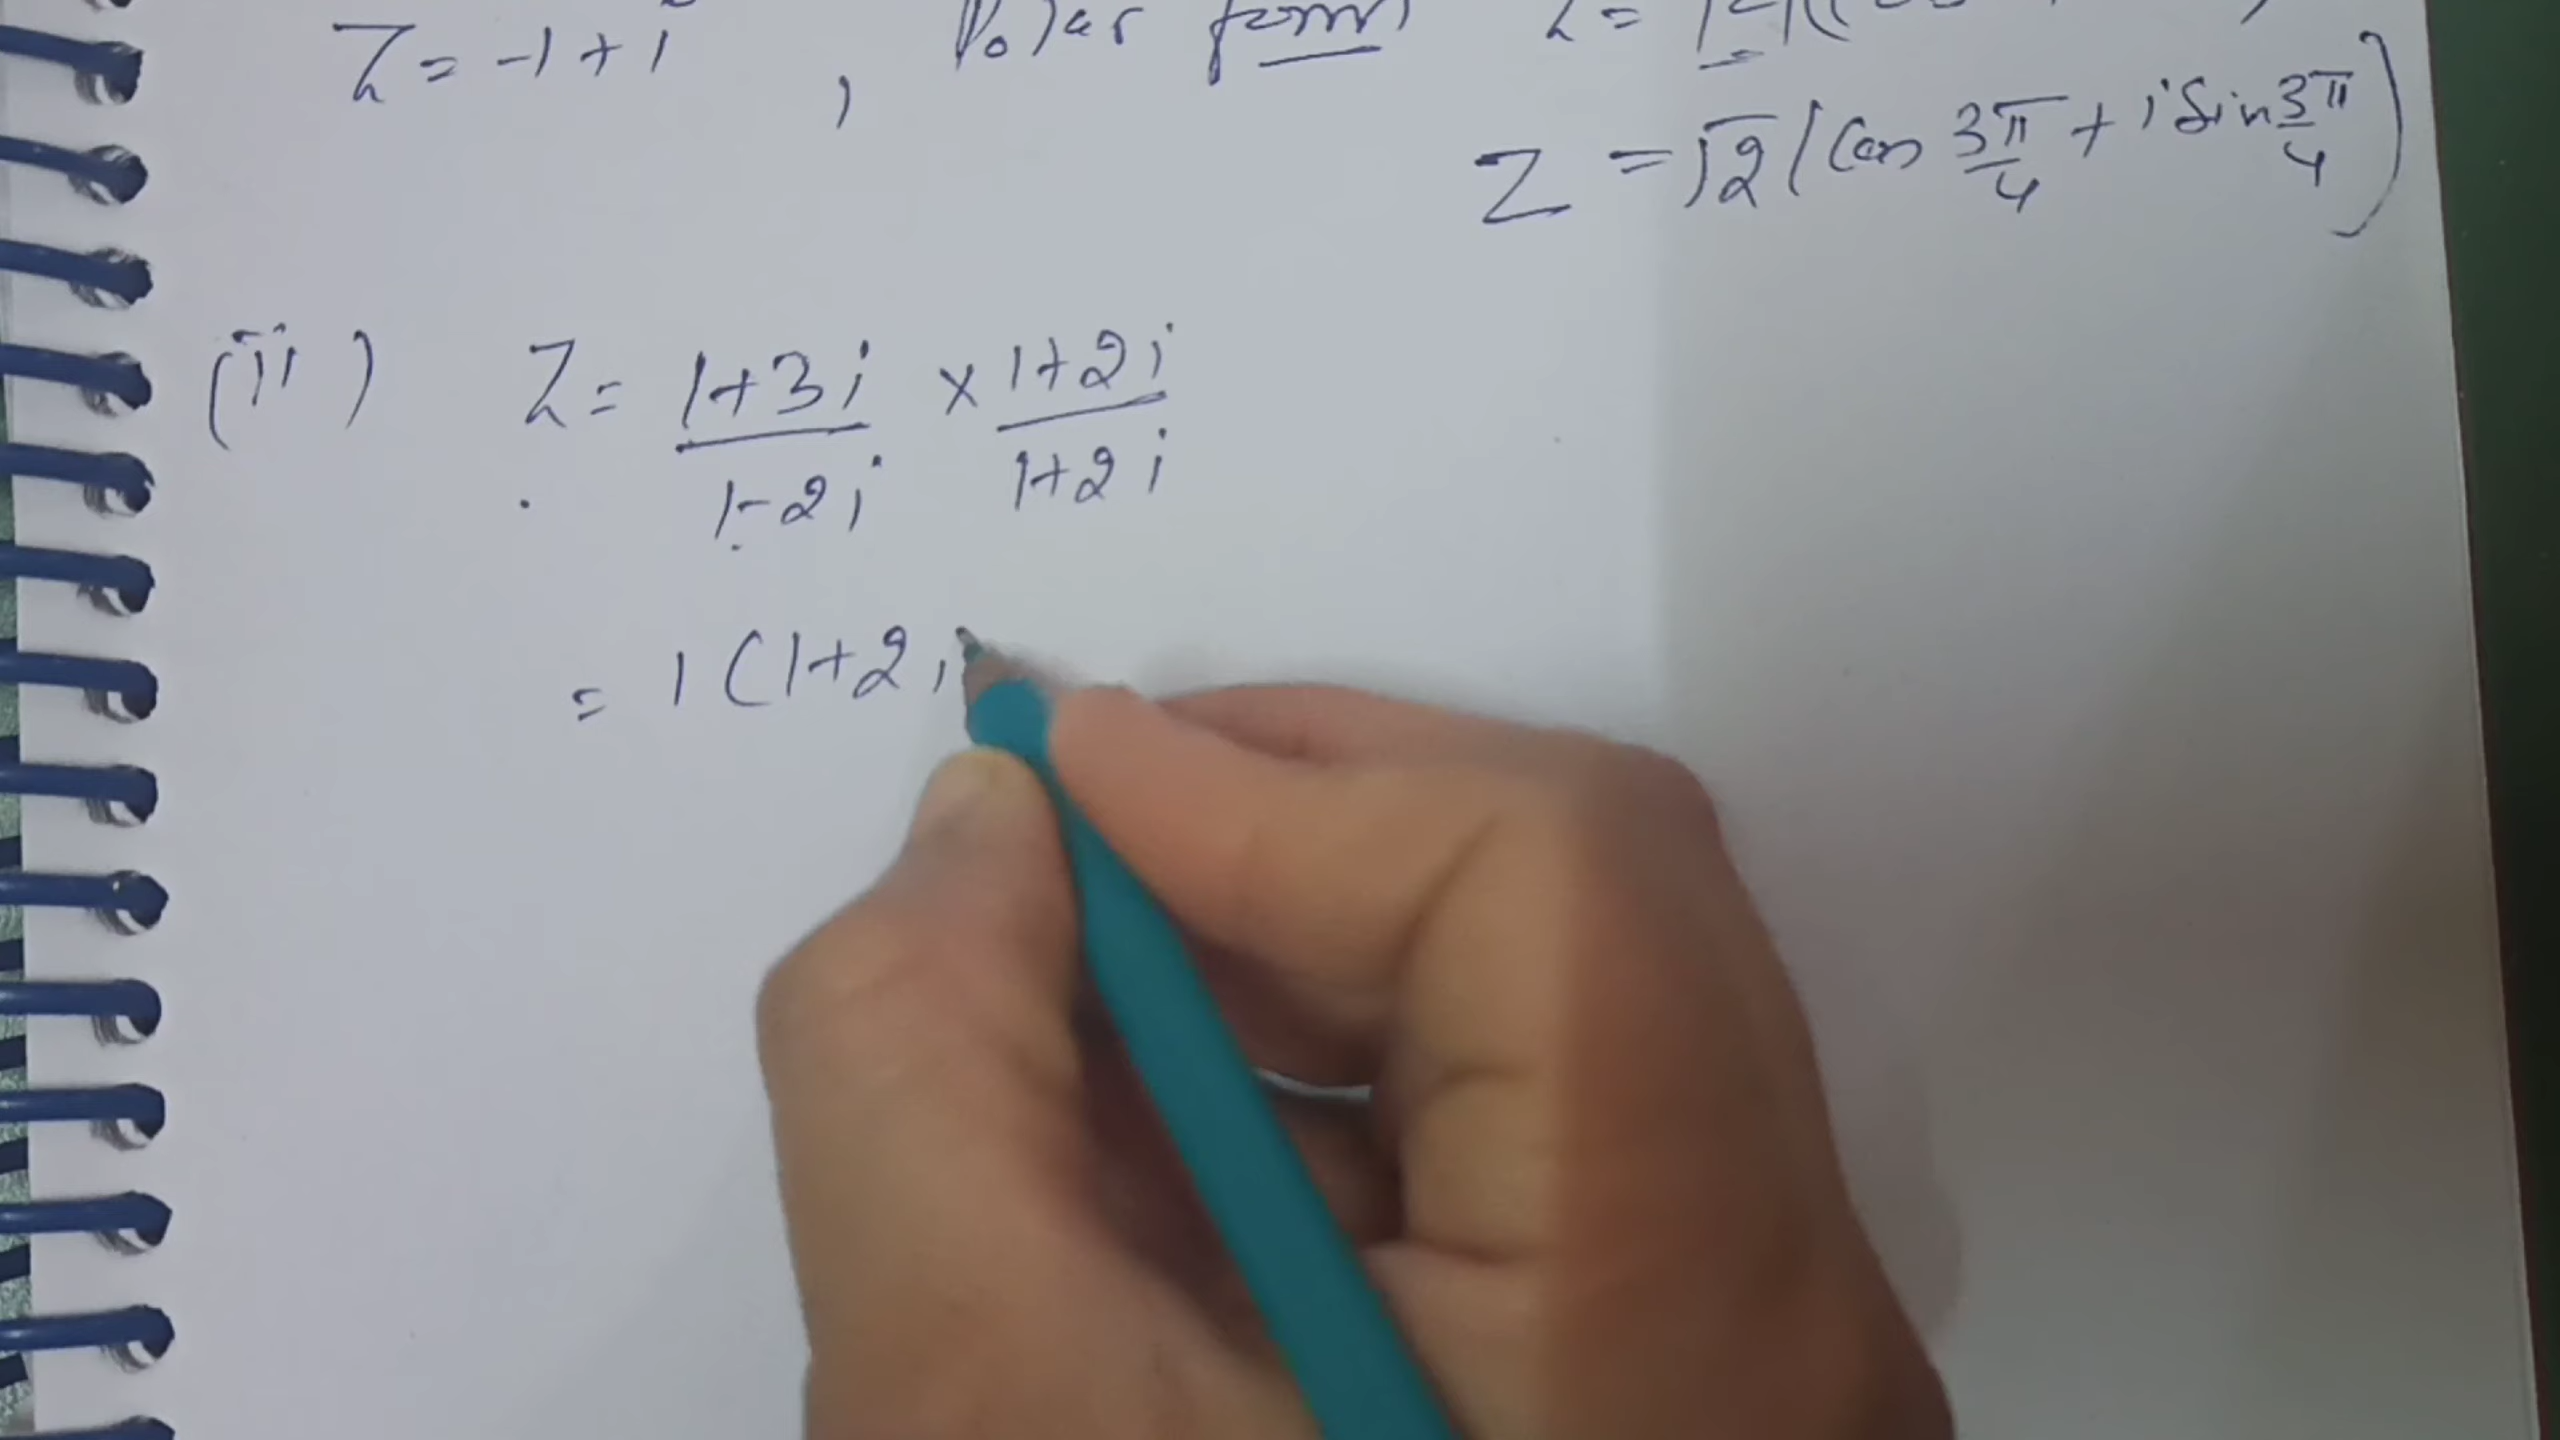 Z = -1 + i , Polar form Z = |Z|(
Z = √2 (Cos 3π/4 + i Sin 3π/4)
(ii) Z = 1+3i/1-2i × 1+2i/1+2i
= 1 (1+2i